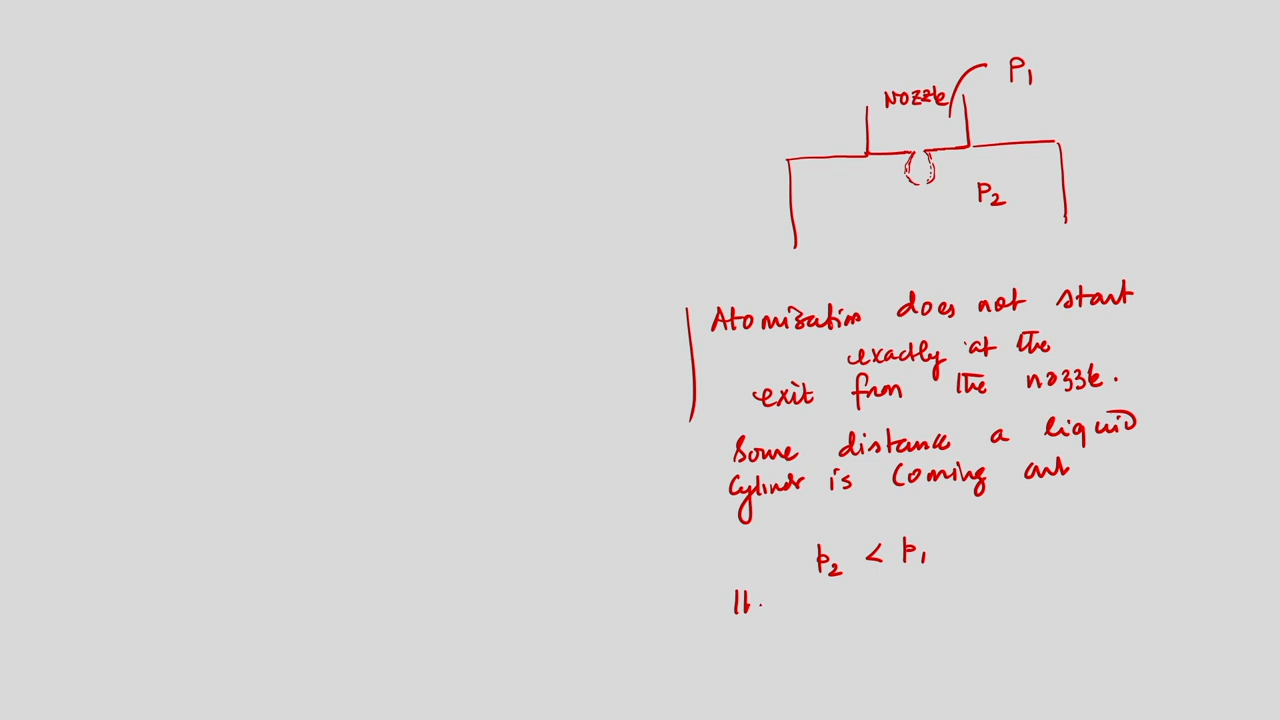 P1
Nozzle
P2
Atomization does not start
exactly at the
exit from the nozzle.
Some distance a liquid
Cylinder is coming out
p2 < p1